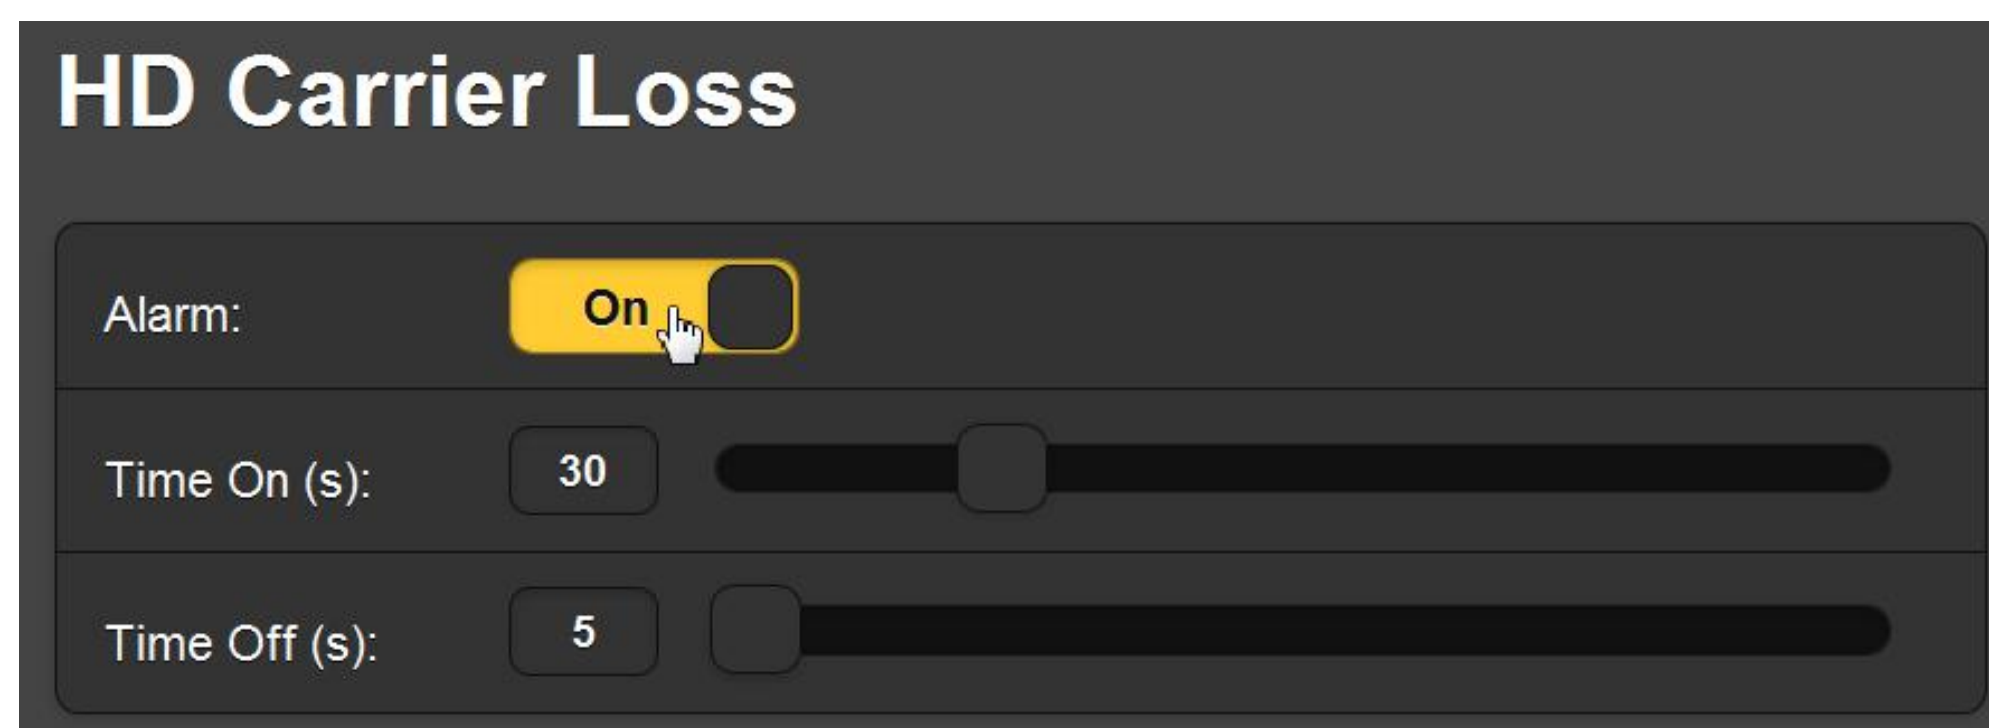 HD Carrier Loss
Alarm: On
Time On (s): 30
Time Off (s): 5